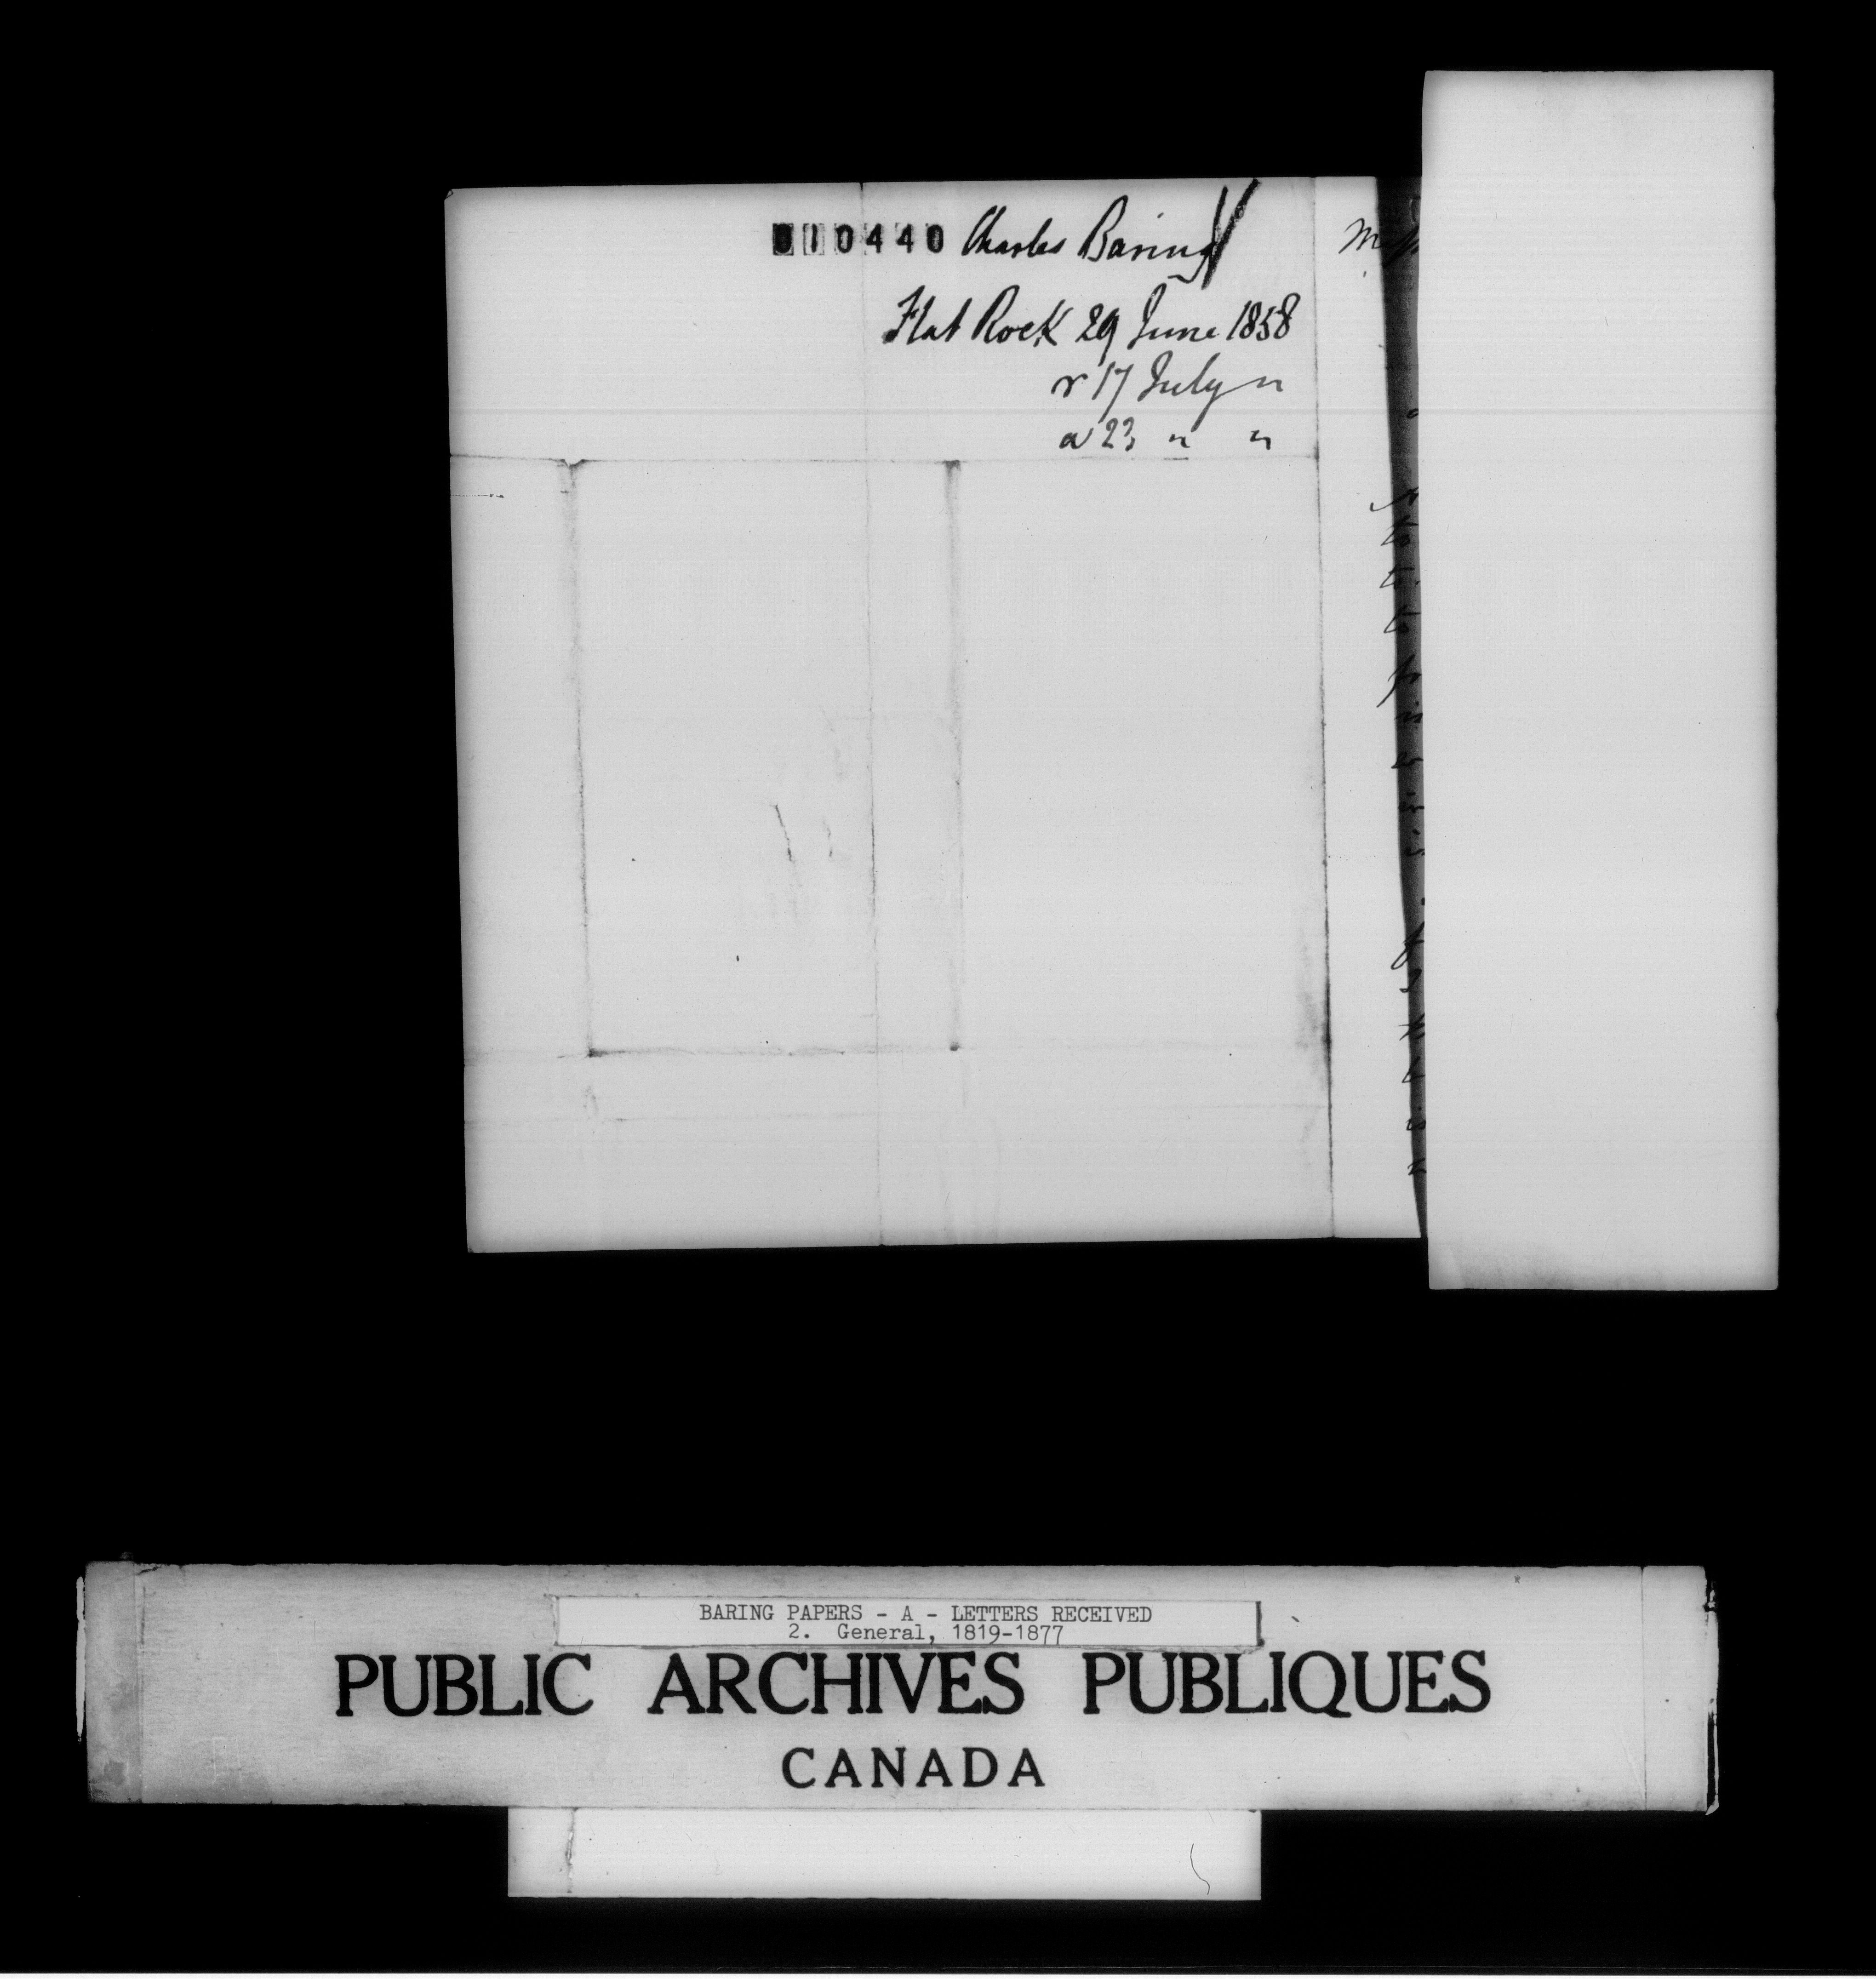 010440 Charles Baring
Flat Rock 29 June 1858
r 17 July "
a 23 " "
BARING PAPERS - A - LETTERS RECEIVED
2. General, 1819-1877
PUBLIC ARCHIVES PUBLIQUES
CANADA